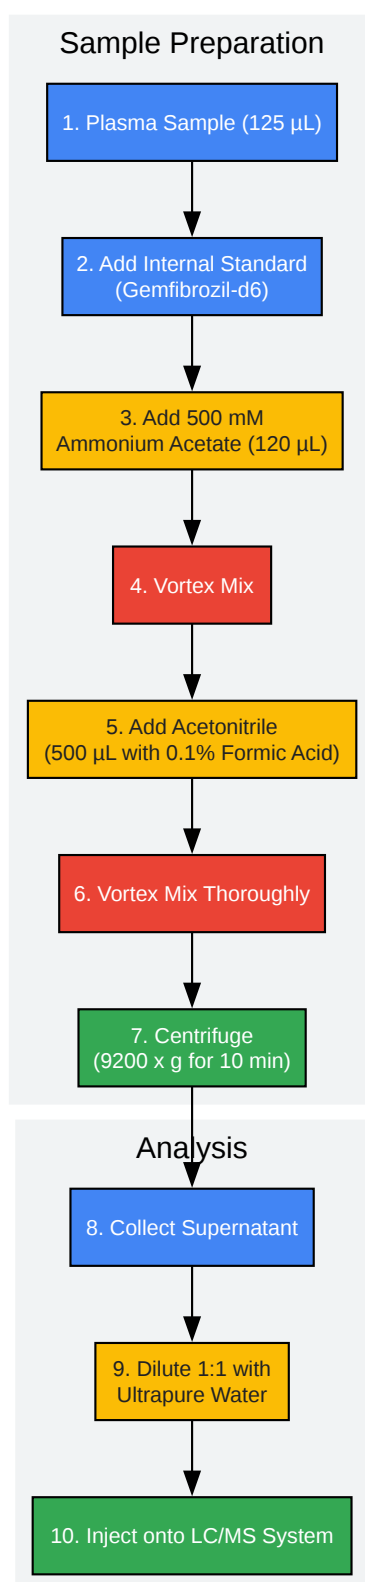 Sample Preparation
1. Plasma Sample (125 µL)
2. Add Internal Standard
(Gemfibrozil-d6)
3. Add 500 mM
Ammonium Acetate (120 µL)
4. Vortex Mix
5. Add Acetonitrile
(500 µL with 0.1% Formic Acid)
6. Vortex Mix Thoroughly
7. Centrifuge
(9200 x g for 10 min)
Analysis
8. Collect Supernatant
9. Dilute 1:1 with
Ultrapure Water
10. Inject onto LC/MS System